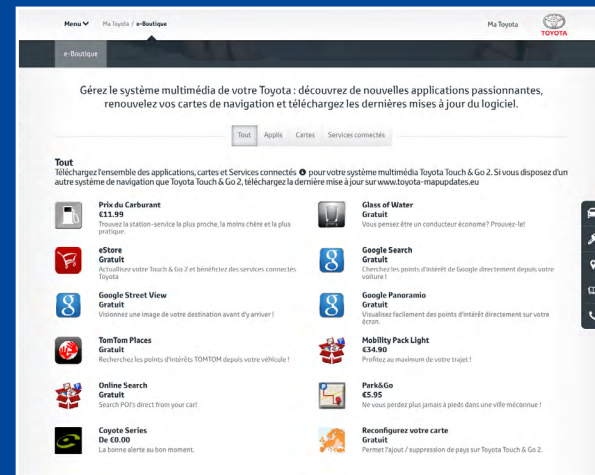 Menu Ma Toyota / e-Boutique
Ma Toyota
TOYOTA
e-Boutique
Gérez le système multimédia de votre Toyota : découvrez de nouvelles applications passionnantes,
renouvelez vos cartes de navigation et téléchargez les dernières mises à jour du logiciel.
Tout Applis Cartes Services connectés
Tout
Téléchargez l'ensemble des applications, cartes et Services connectés pour votre système multimédia Toyota Touch & Go 2. Si vous disposez d'un
autre système de navigation que Toyota Touch & Go 2, téléchargez la dernière mise à jour sur www.toyota-mapupdates.eu
Prix du Carburant
€11.99
Trouvez la station-service la plus proche, la moins chère et la plus
pratique.
Glass of Water
Gratuit
Vous pensez être un conducteur économe? Prouvez-le!
eStore
Gratuit
Actuallisez votre Touch & Go 2 et bénéficiez des services connectés
Toyota
Google Search
Gratuit
Cherchez les points d'intérêt de Google directement depuis votre
voiture !
Google Street View
Gratuit
Visionnez une image de votre destination avant d'y arriver !
Google Panoramio
Gratuit
Visualisez facilement des points d'intérêt directement sur votre
écran.
TomTom Places
Gratuit
Recherchez les points d'intérêts TOMTOM depuis votre véhicule !
Mobility Pack Light
€34.90
Profitez au maximum de votre trajet !
Online Search
Gratuit
Search POI's direct from your car!
Park&Go
€5.95
Ne vous perdez plus jamais à pieds dans une ville méconnue !
Coyote Series
De €0.00
La bonne alerte au bon moment.
Reconfigurez votre carte
Gratuit
Permet l'ajout / suppression de pays sur Toyota Touch & Go 2.